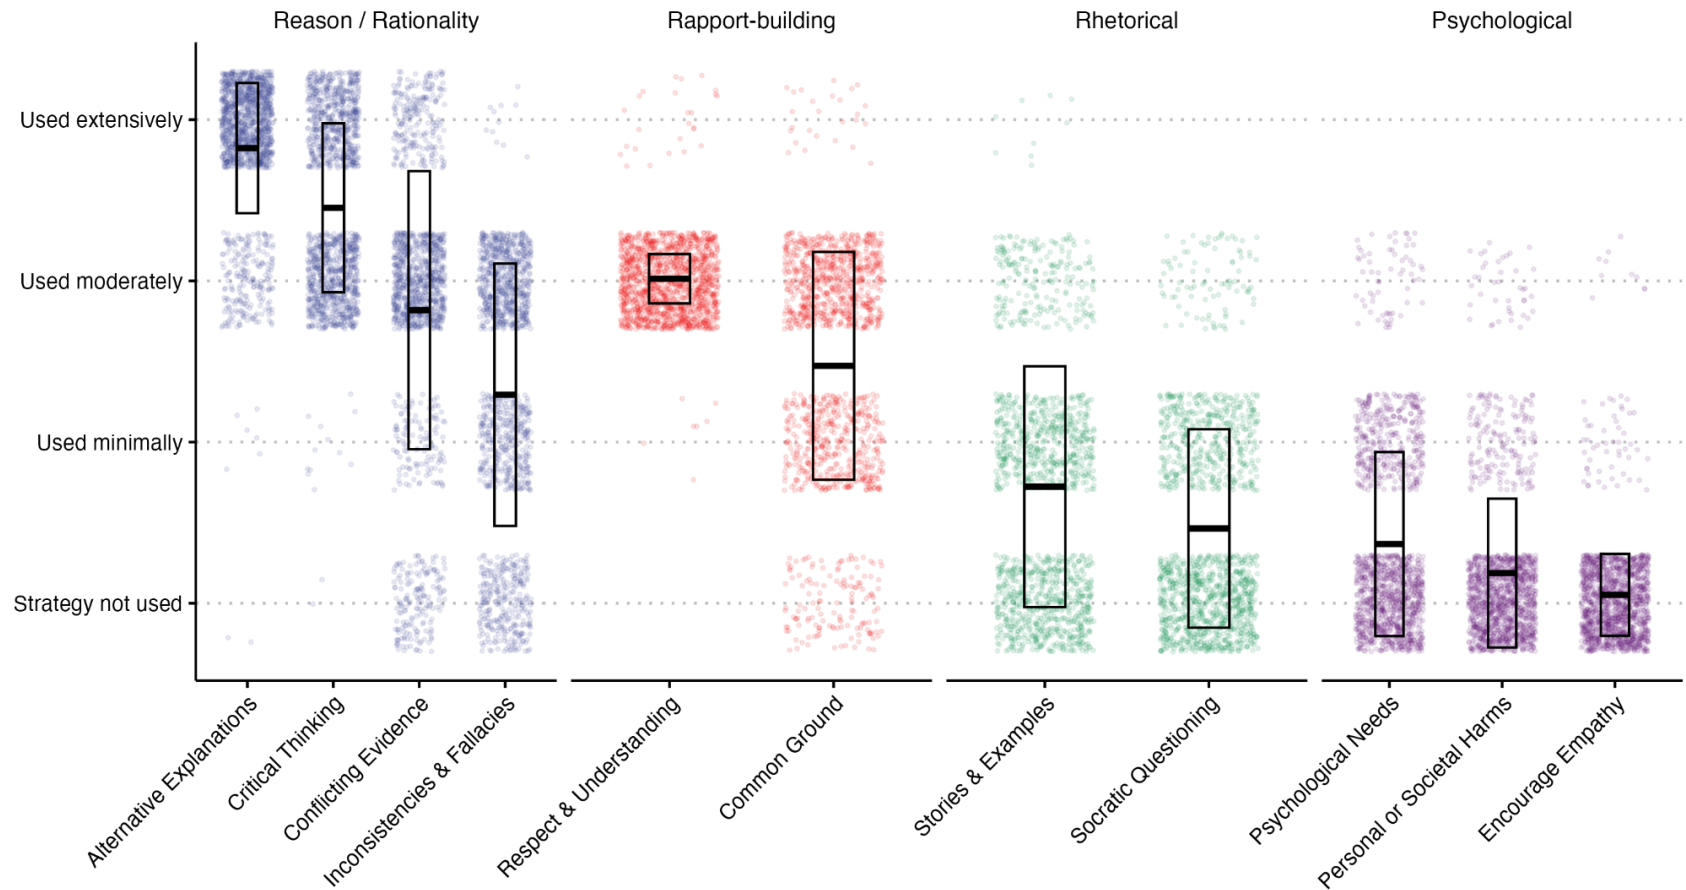 Reason / Rationality
Rapport-building
Rhetorical
Psychological
Used extensively
Used moderately
Used minimally
Strategy not used
Alternative Explanations
Critical Thinking
Conflicting Evidence
Inconsistencies & Fallacies
Respect & Understanding
Common Ground
Stories & Examples
Socratic Questioning
Psychological Needs
Personal or Societal Harms
Encourage Empathy